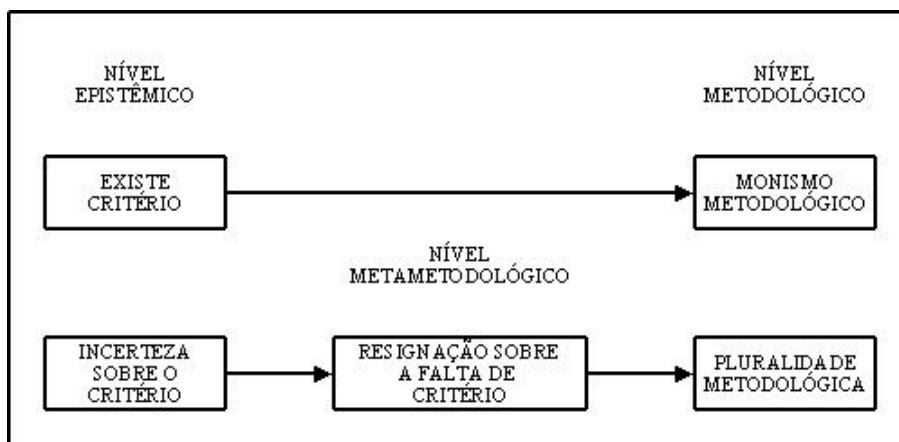 NÍVEL
EPISTÊMICO
NÍVEL
METODOLÓGICO
EXISTE
CRITÉRIO
MONISMO
METODOLÓGICO
NÍVEL
METAMETODOLÓGICO
INCERTEZA
SOBRE O
CRITÉRIO
RESIGNAÇÃO SOBRE
A FALTA DE
CRITÉRIO
PLURALIDADE
METODOLÓGICA